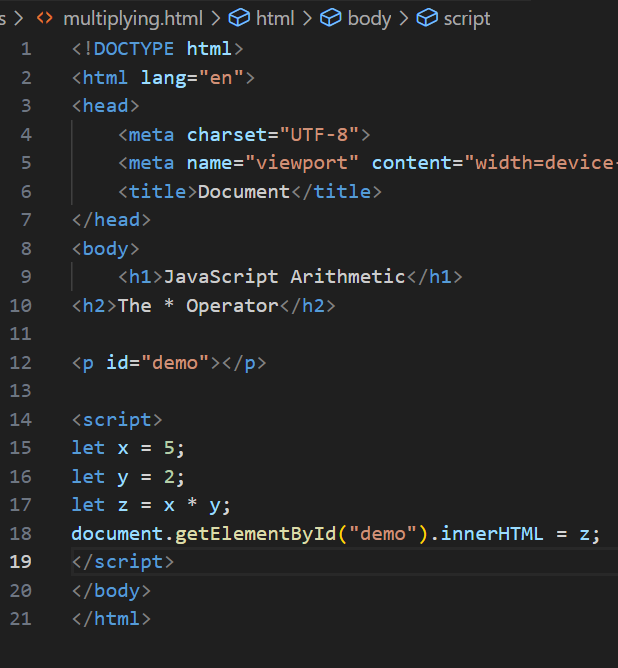 s > <> multiplying.html > html > body > script
1 <!DOCTYPE html>
2 <html lang="en">
3 <head>
4 <meta charset="UTF-8">
5 <meta name="viewport" content="width=device-
6 <title>Document</title>
7 </head>
8 <body>
9 <h1>JavaScript Arithmetic</h1>
10 <h2>The * Operator</h2>
11
12 <p id="demo"></p>
13
14 <script>
15 let x = 5;
16 let y = 2;
17 let z = x * y;
18 document.getElementById("demo").innerHTML = z;
19 </script>
20 </body>
21 </html>